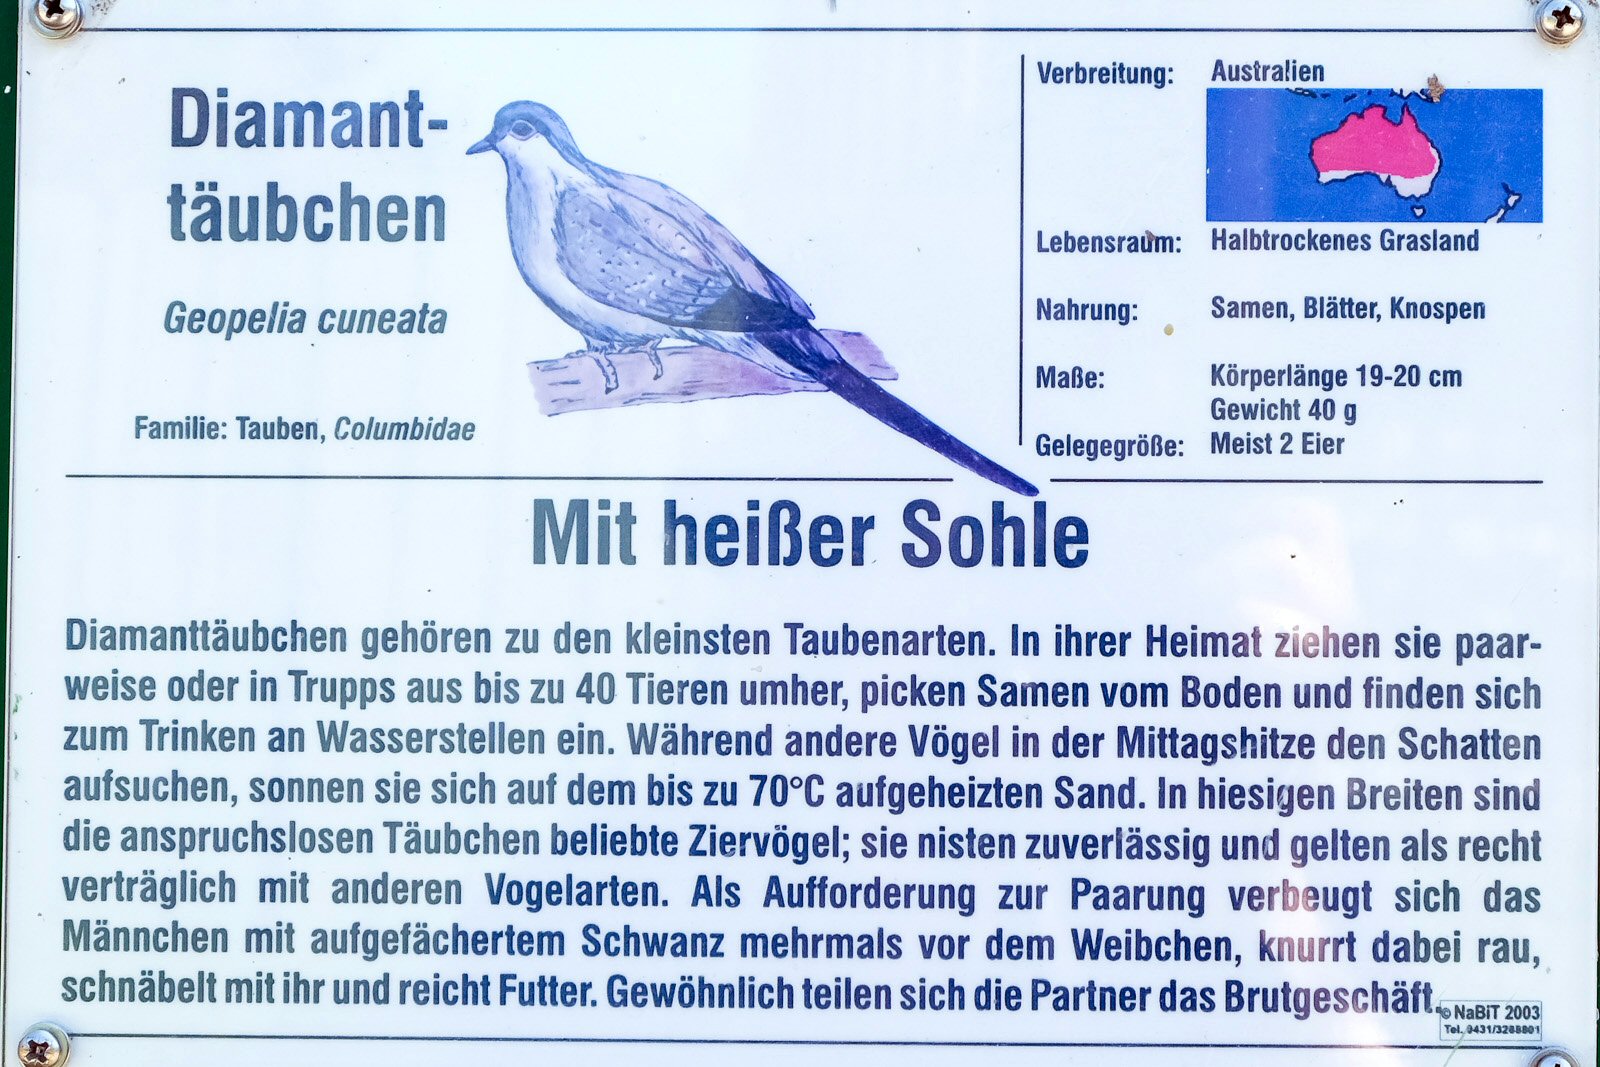 Diamant-
täubchen
Geopelia cuneata
Familie: Tauben, Columbidae
Verbreitung: Australien
Lebensraum: Halbtrockenes Grasland
Nahrung: Samen, Blätter, Knospen
Maße: Körperlänge 19-20 cm
Gewicht 40 g
Gelegegröße: Meist 2 Eier
Mit heißer Sohle
Diamanttäubchen gehören zu den kleinsten Taubenarten. In ihrer Heimat ziehen sie paar-
weise oder in Trupps aus bis zu 40 Tieren umher, picken Samen vom Boden und finden sich
zum Trinken an Wasserstellen ein. Während andere Vögel in der Mittagshitze den Schatten
aufsuchen, sonnen sie sich auf dem bis zu 70°C aufgeheizten Sand. In hiesigen Breiten sind
die anspruchslosen Täubchen beliebte Ziervögel; sie nisten zuverlässig und gelten als recht
verträglich mit anderen Vogelarten. Als Aufforderung zur Paarung verbeugt sich das
Männchen mit aufgefächertem Schwanz mehrmals vor dem Weibchen, knurrt dabei rau,
schnäbelt mit ihr und reicht Futter. Gewöhnlich teilen sich die Partner das Brutgeschäft.
© NaBiT 2003
Tel. 0431/3268801